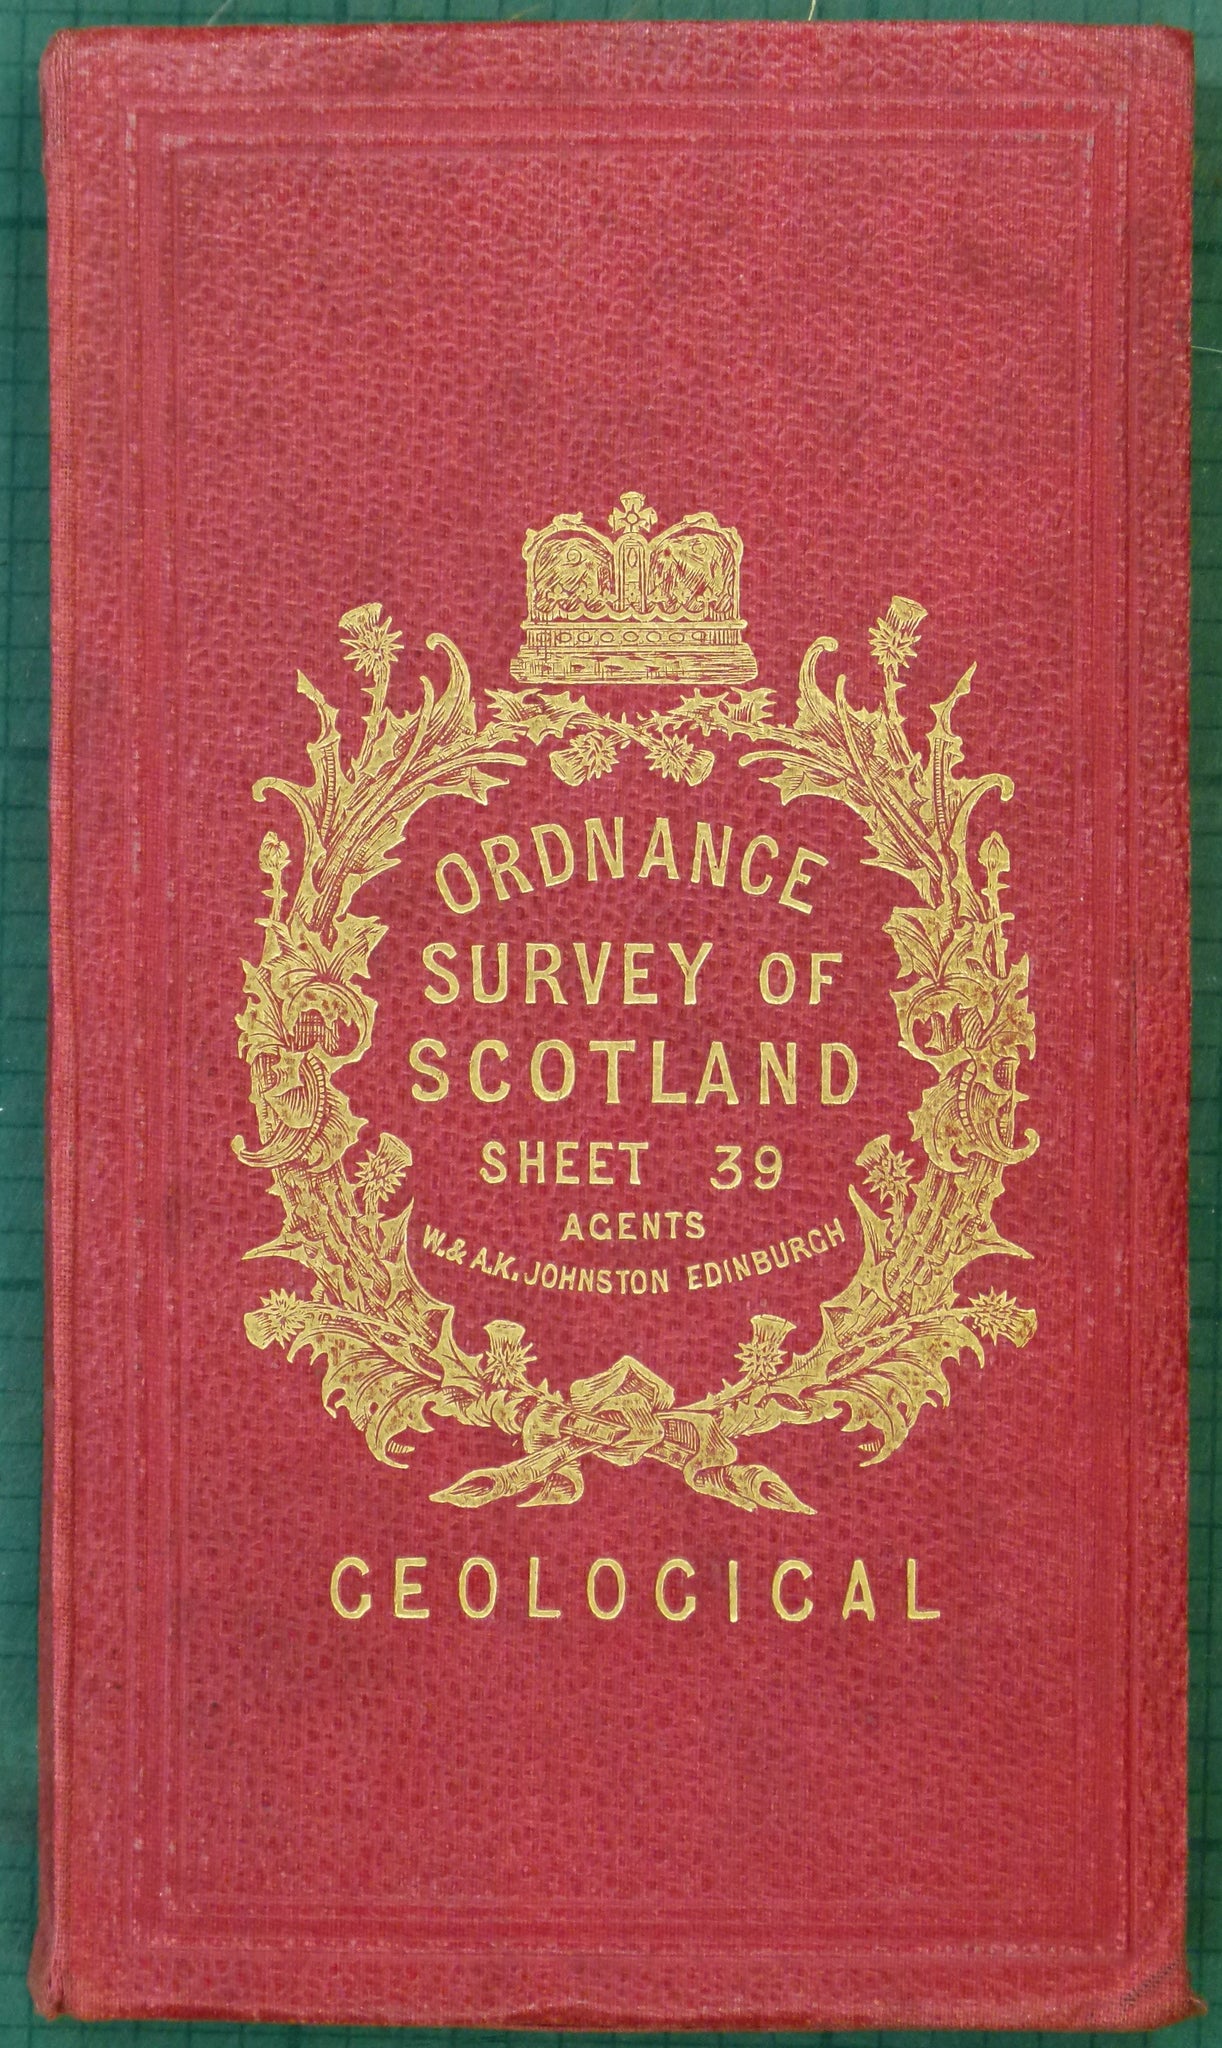 ORDNANCE
SURVEY OF
SCOTLAND
SHEET 39
AGENTS
W. & A.K. JOHNSTON EDINBURGH
GEOLOGICAL